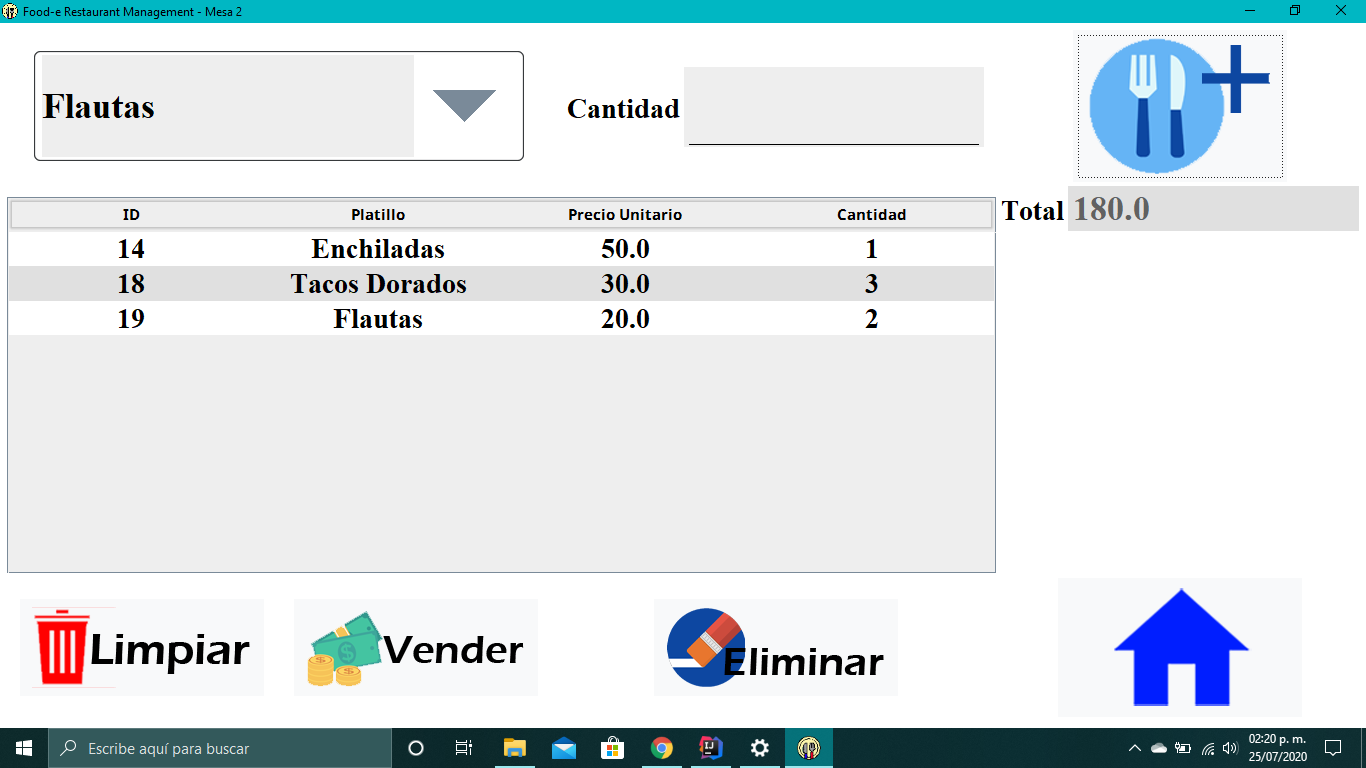 Food-e Restaurant Management - Mesa 2
Flautas
Cantidad
Total 180.0
ID Platillo Precio Unitario Cantidad
14 Enchiladas 50.0 1
18 Tacos Dorados 30.0 3
19 Flautas 20.0 2
Limpiar
Vender
Eliminar
Escribe aquí para buscar
02:20 p. m.
25/07/2020